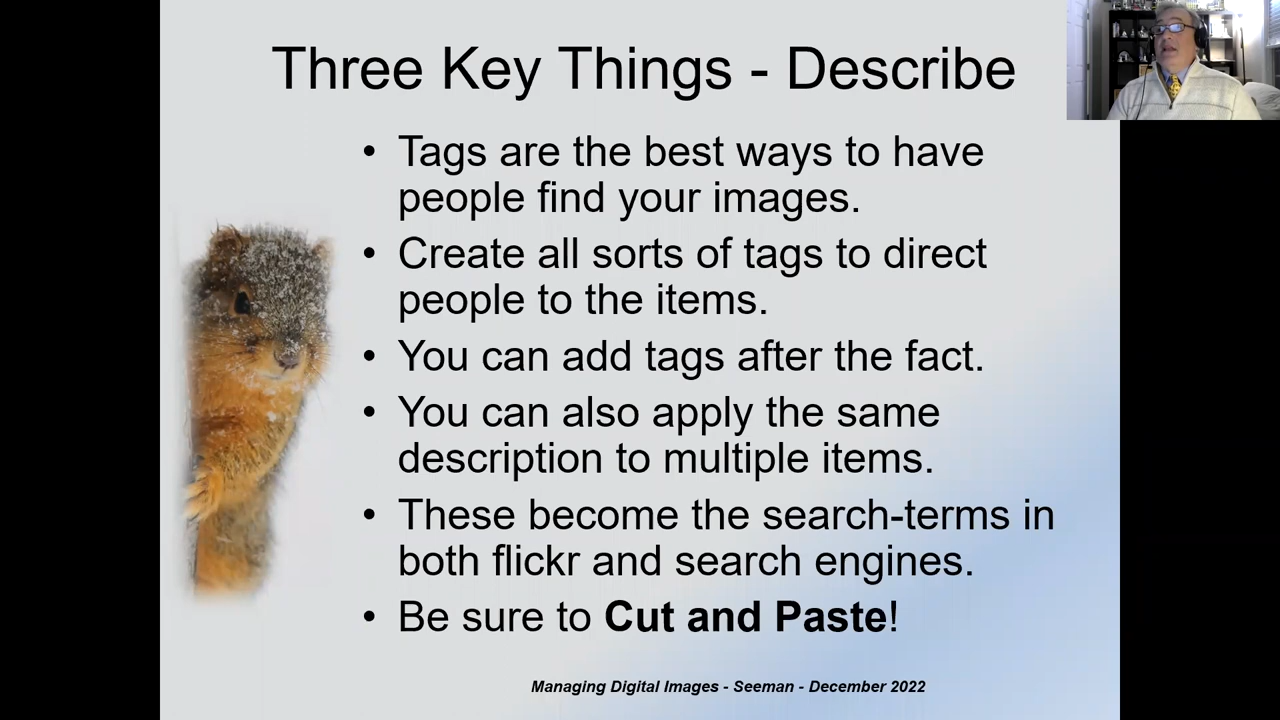 Three Key Things - Describe
• Tags are the best ways to have
people find your images.
• Create all sorts of tags to direct
people to the items.
• You can add tags after the fact.
• You can also apply the same
description to multiple items.
• These become the search-terms in
both flickr and search engines.
• Be sure to Cut and Paste!
Managing Digital Images - Seeman - December 2022